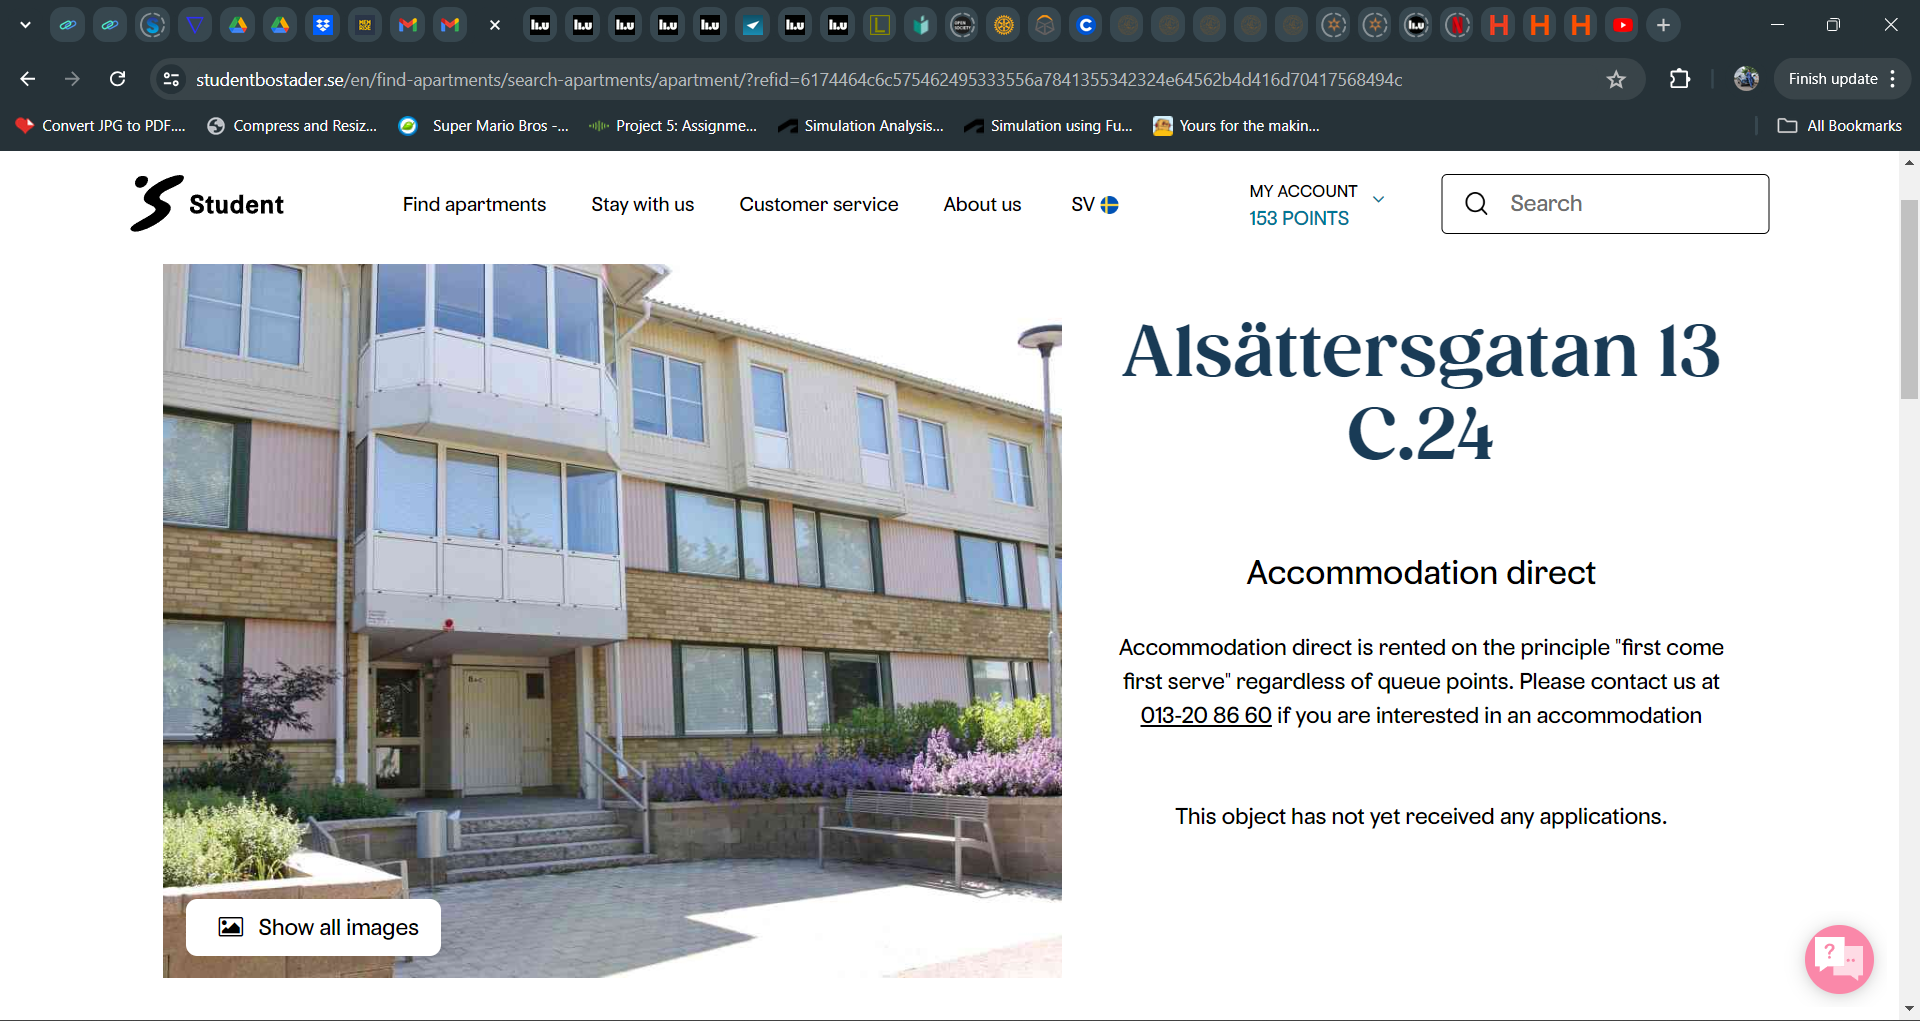 studentbostader.se/en/find-apartments/search-apartments/apartment/?refid=6174464c6c575462495333556a7841355342324e64562b4d416d70417568494c
Finish update
Convert JPG to PDF....
Compress and Resiz...
Super Mario Bros -...
Project 5: Assignme...
Simulation Analysis...
Simulation using Fu...
Yours for the makin...
All Bookmarks
Student
Find apartments
Stay with us
Customer service
About us
SV
MY ACCOUNT
153 POINTS
Search
Alsättersgatan 13
C.24
Accommodation direct
Accommodation direct is rented on the principle "first come
first serve" regardless of queue points. Please contact us at
013-20 86 60 if you are interested in an accommodation
This object has not yet received any applications.
Show all images